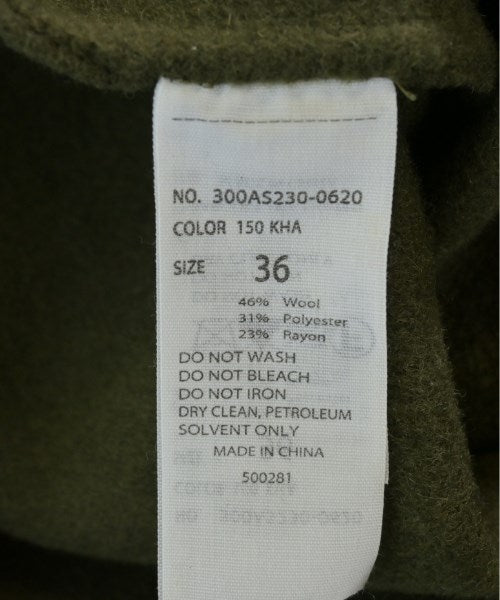 NO. 300AS230-0620
COLOR 150 KHA
SIZE 36
46% Wool
31% Polyester
23% Rayon
DO NOT WASH
DO NOT BLEACH
DO NOT IRON
DRY CLEAN, PETROLEUM
SOLVENT ONLY
MADE IN CHINA
500281